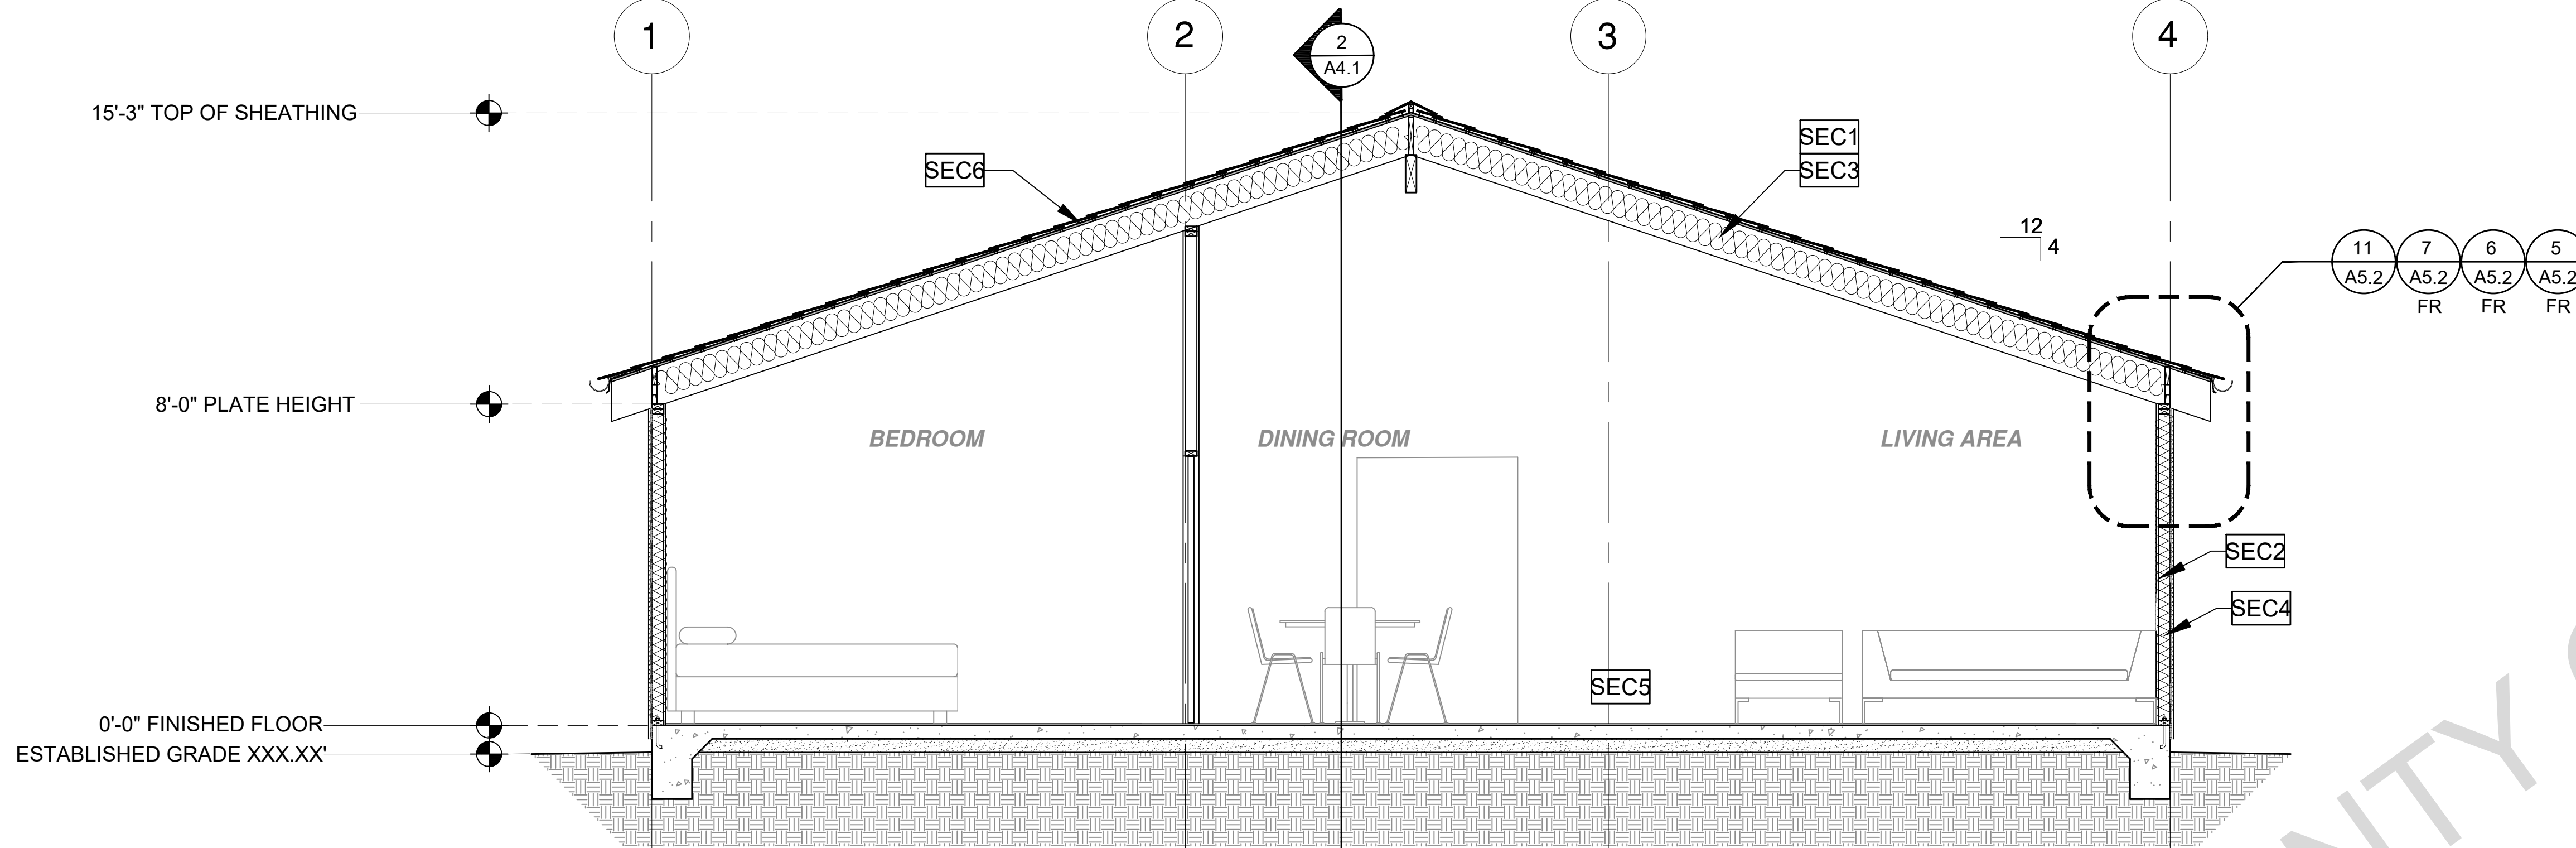 1
2
2
A4.1
3
4
15'-3" TOP OF SHEATHING
SEC6
SEC1
SEC3
12
4
11
A5.2
7
A5.2
FR
6
A5.2
FR
5
A5.2
FR
8'-0" PLATE HEIGHT
BEDROOM
DINING ROOM
LIVING AREA
SEC2
SEC4
SEC5
0'-0" FINISHED FLOOR
ESTABLISHED GRADE XXX.XX'